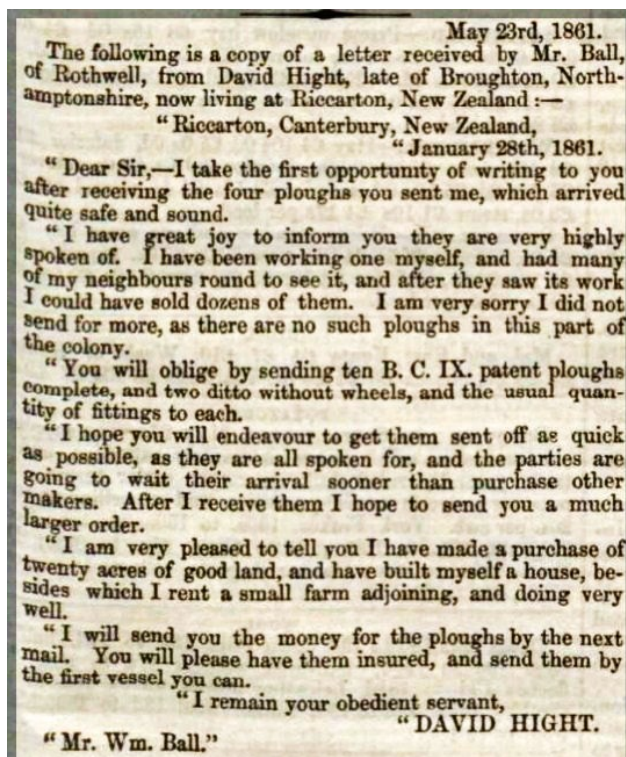 May 23rd, 1861.
The following is a copy of a letter received by Mr. Ball,
of Rothwell, from David Hight, late of Broughton, North-
amptonshire, now living at Riccarton, New Zealand :—
"Riccarton, Canterbury, New Zealand,
"January 28th, 1861.
"Dear Sir,—I take the first opportunity of writing to you
after receiving the four ploughs you sent me, which arrived
quite safe and sound.
"I have great joy to inform you they are very highly
spoken of. I have been working one myself, and had many
of my neighbours round to see it, and after they saw its work
I could have sold dozens of them. I am very sorry I did not
send for more, as there are no such ploughs in this part of
the colony.
"You will oblige by sending ten B. C. IX. patent ploughs
complete, and two ditto without wheels, and the usual quan-
tity of fittings to each.
"I hope you will endeavour to get them sent off as quick
as possible, as they are all spoken for, and the parties are
going to wait their arrival sooner than purchase other
makers. After I receive them I hope to send you a much
larger order.
"I am very pleased to tell you I have made a purchase of
twenty acres of good land, and have built myself a house, be-
sides which I rent a small farm adjoining, and doing very
well.
"I will send you the money for the ploughs by the next
mail. You will please have them insured, and send them by
the first vessel you can.
"I remain your obedient servant,
"DAVID HIGHT.
"Mr. Wm. Ball."